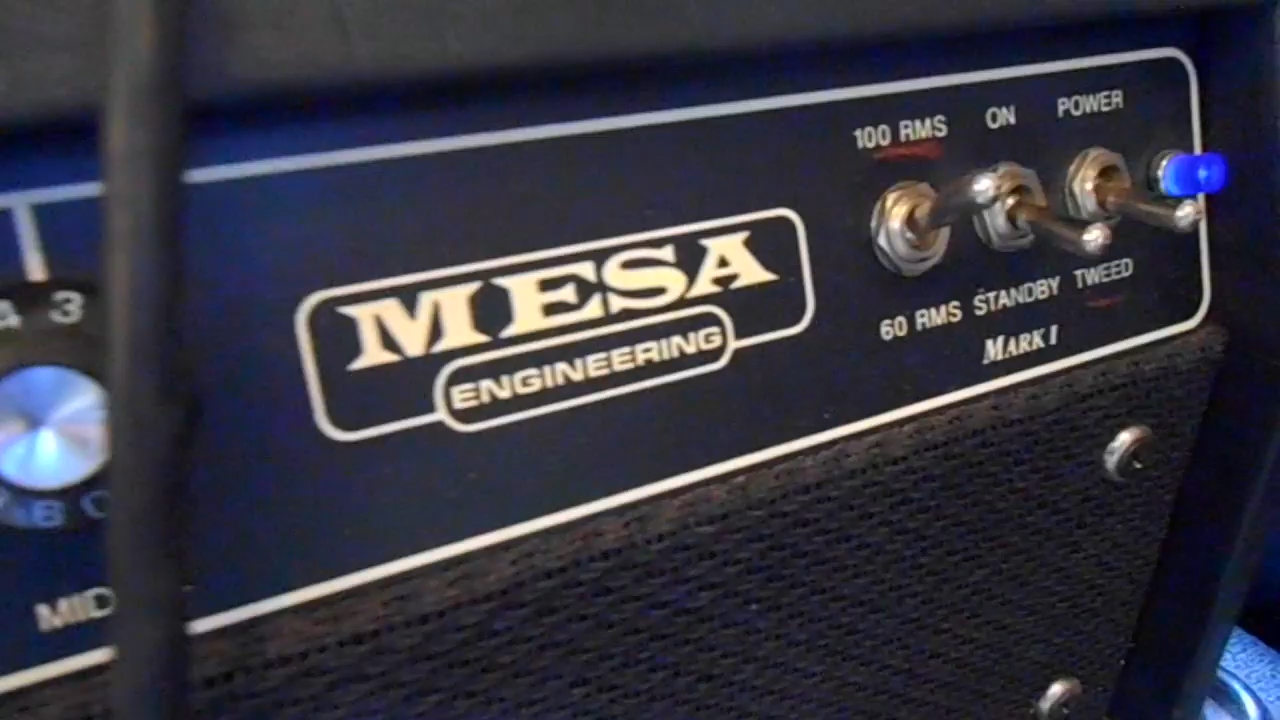 100 RMS ON POWER
MESA
ENGINEERING
60 RMS STANDBY TWEED
MARK I
4 3
MID